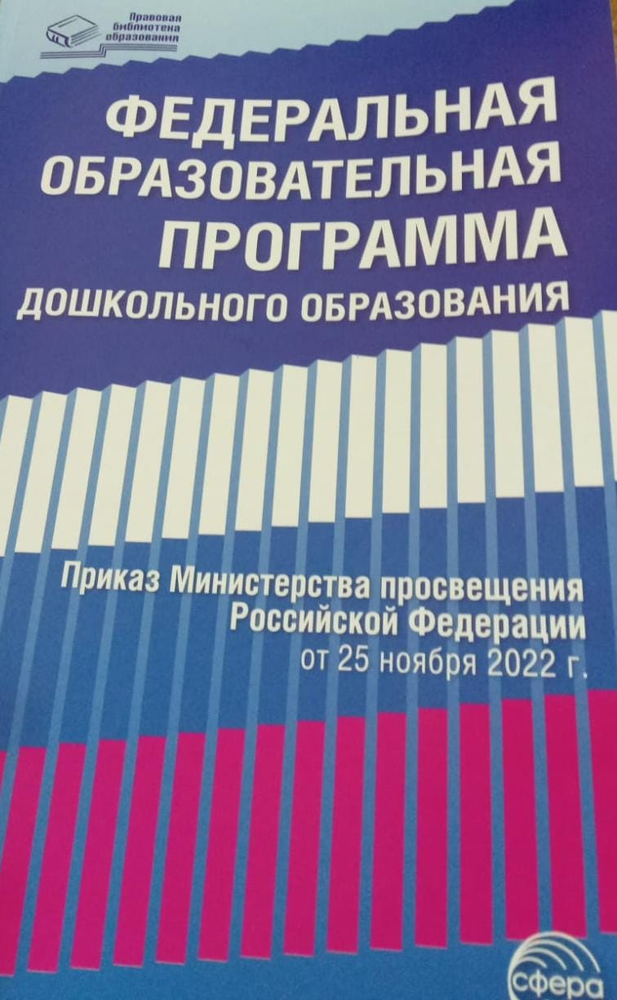 Правовая
библиотека
образования
ФЕДЕРАЛЬНАЯ
ОБРАЗОВАТЕЛЬНАЯ
ПРОГРАММА
ДОШКОЛЬНОГО ОБРАЗОВАНИЯ
Приказ Министерства просвещения
Российской Федерации
от 25 ноября 2022 г.
сфера